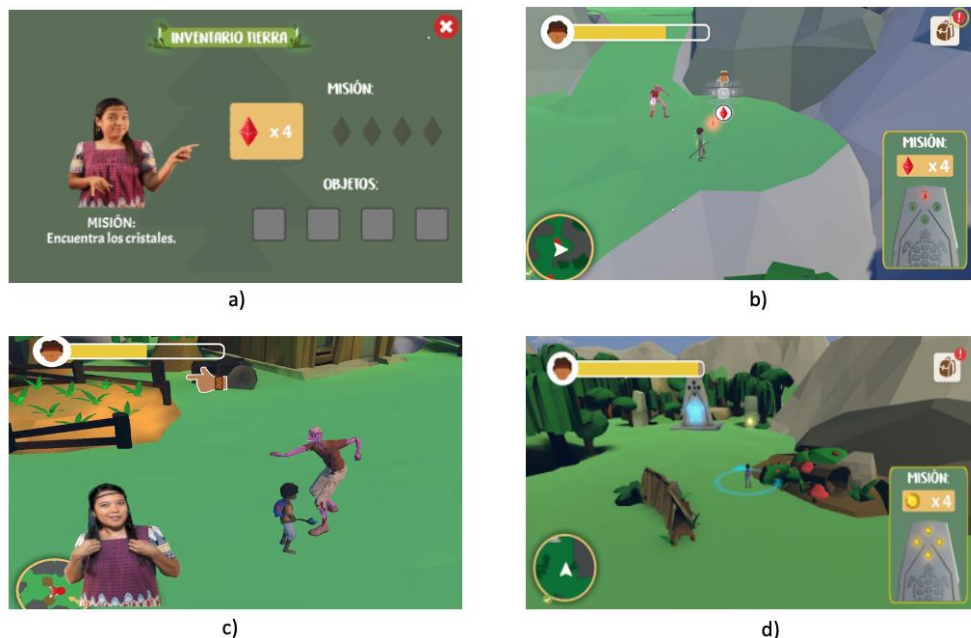 INVENTARIO TIERRA
MISIÓN:
x 4
OBJETOS:
MISIÓN:
Encuentra los cristales.
a)
MISIÓN:
x 4
b)
c)
MISIÓN:
x 4
d)